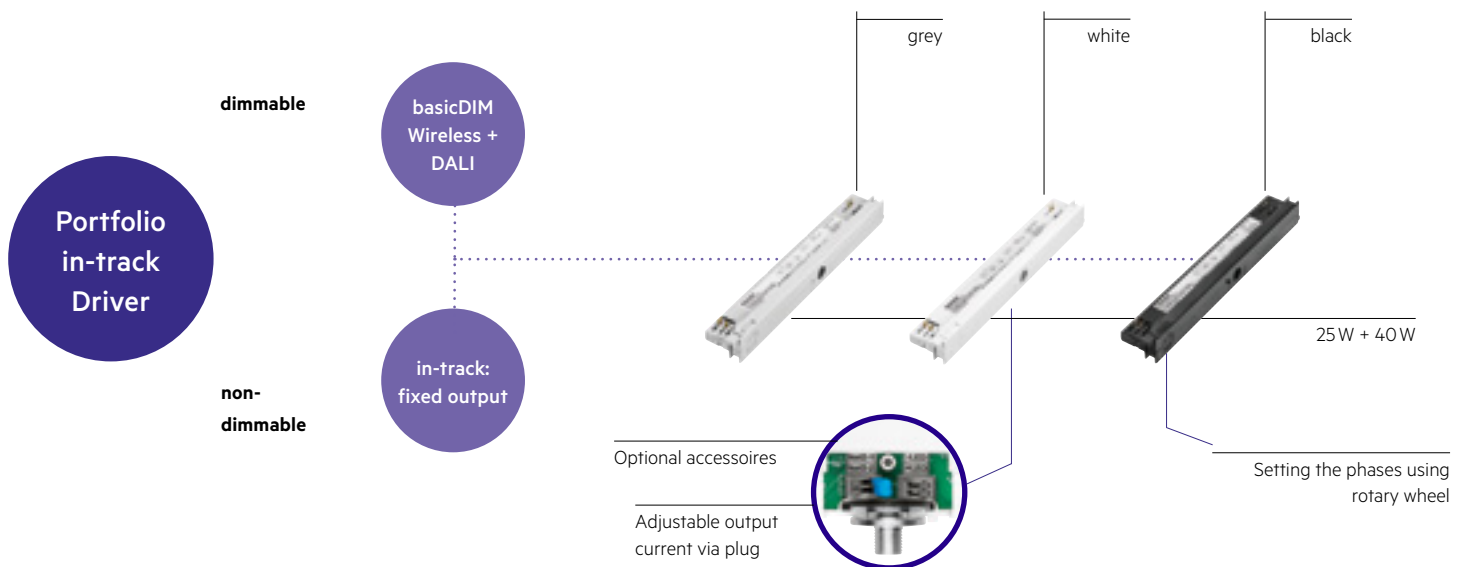 grey
white
black
dimmable
basicDIM
Wireless +
DALI
Portfolio
in-track
Driver
25 W + 40 W
in-track:
fixed output
non-
dimmable
Optional accessoires
Setting the phases using
rotary wheel
Adjustable output
current via plug